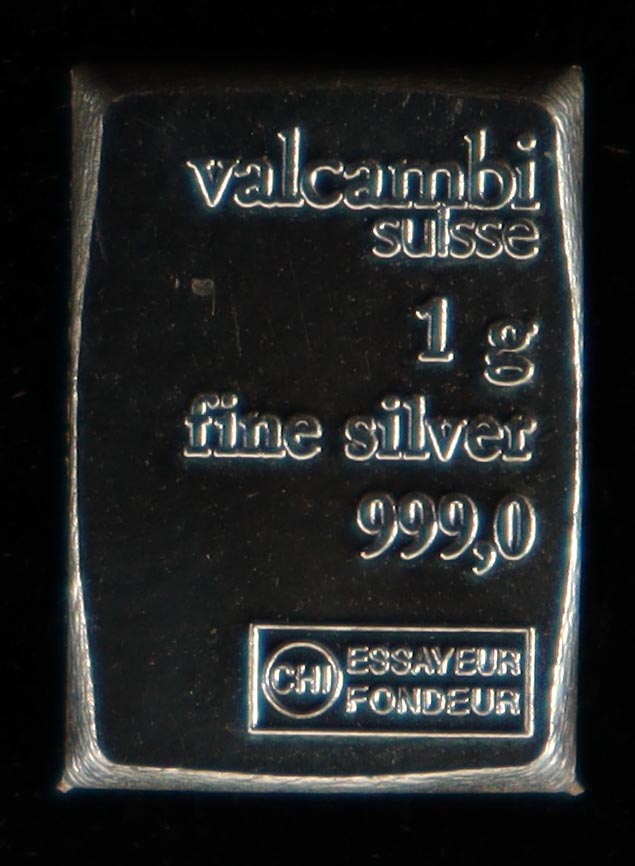 valcambi
suisse
1 g
fine silver
999,0
CHI ESSAYEUR
FONDEUR